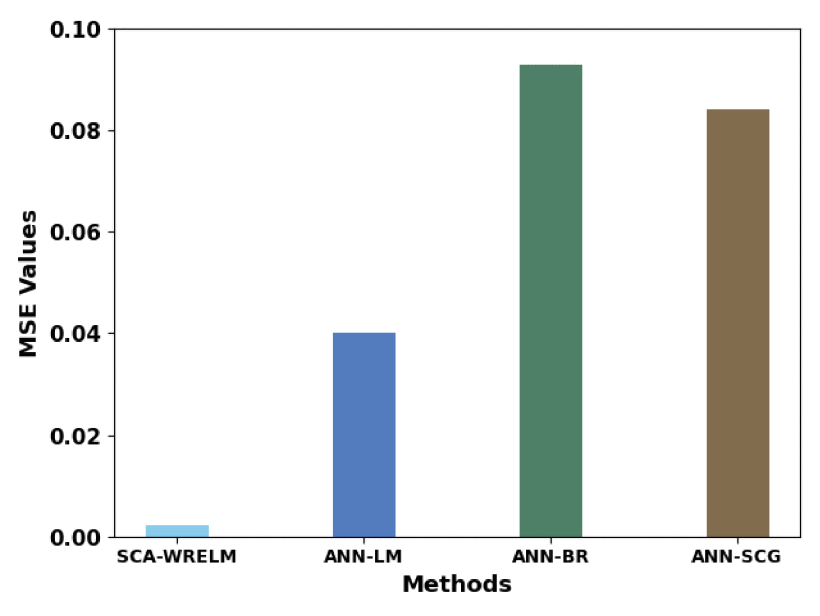 0.10
0.08
0.06
0.04
0.02
0.00
MSE Values
SCA-WRELM ANN-LM ANN-BR ANN-SCG
Methods